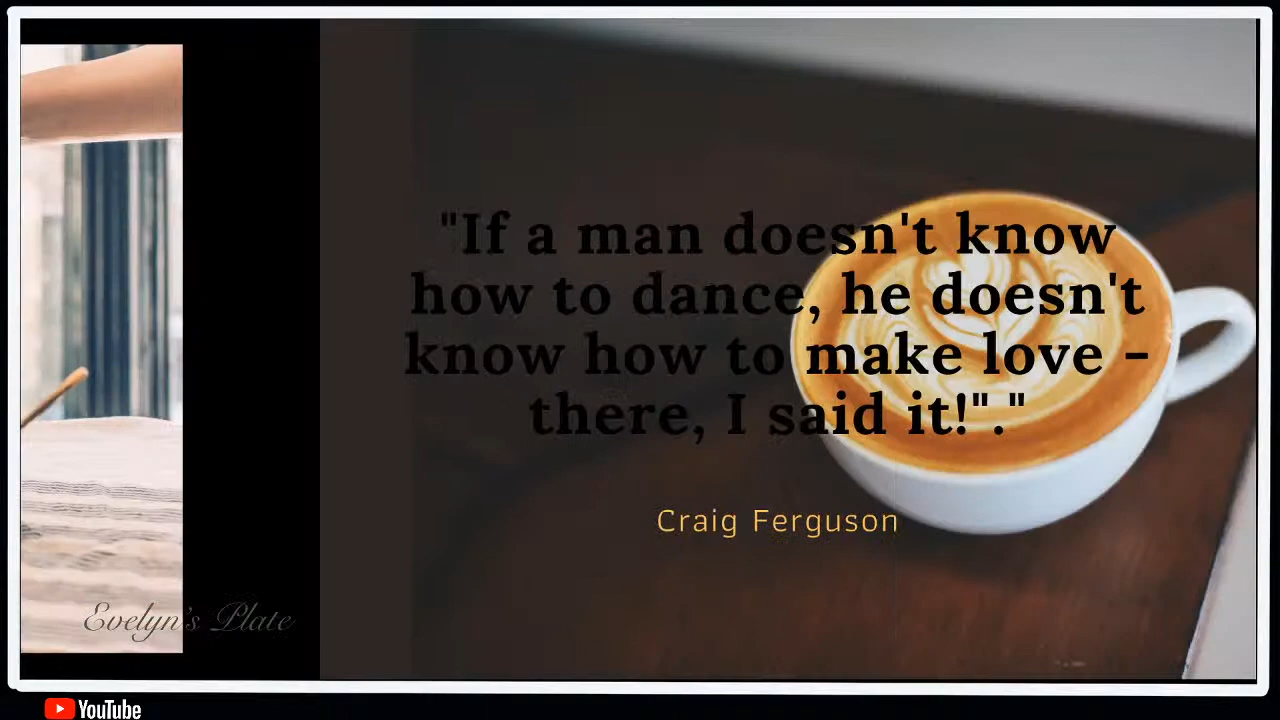 "If a man doesn't know
how to dance, he doesn't
know how to make love –
there, I said it!"."
Craig Ferguson
Evelyn's Plate
YouTube